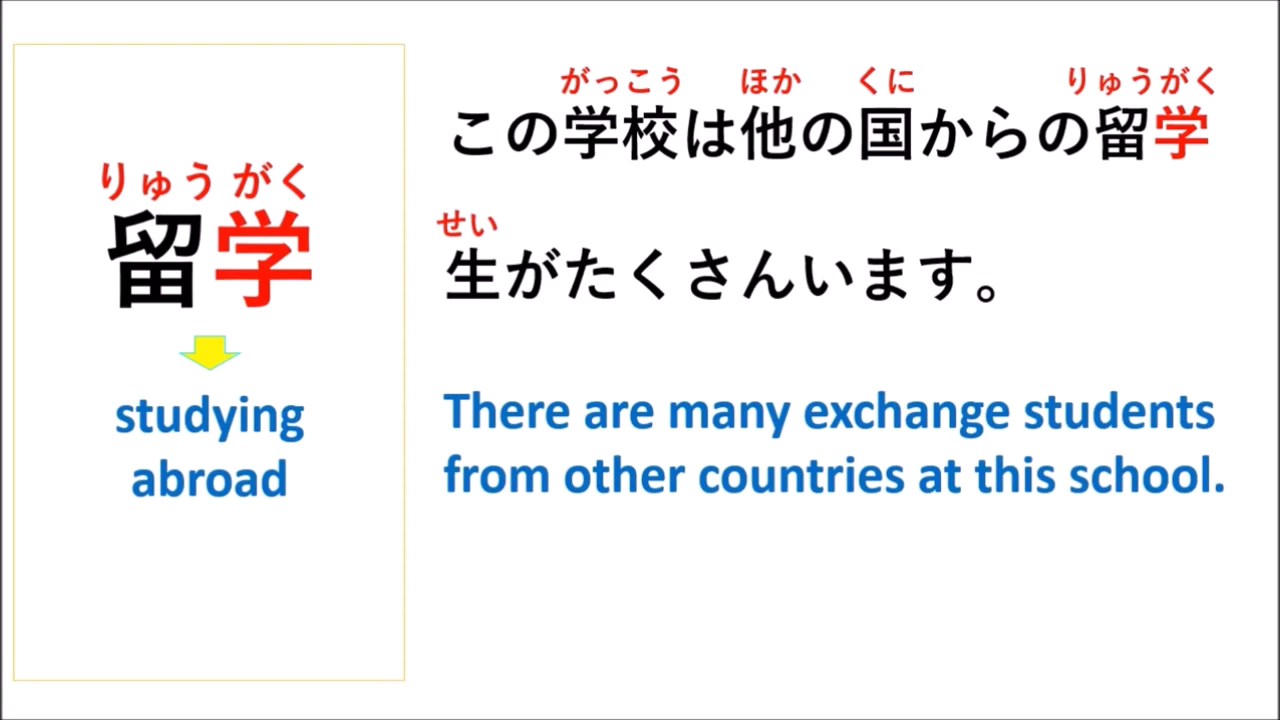 りゅう がく
留学
studying
abroad
がっこう ほか くに りゅうがく
この学校は他の国からの留学
せい
生がたくさんいます。
There are many exchange students
from other countries at this school.